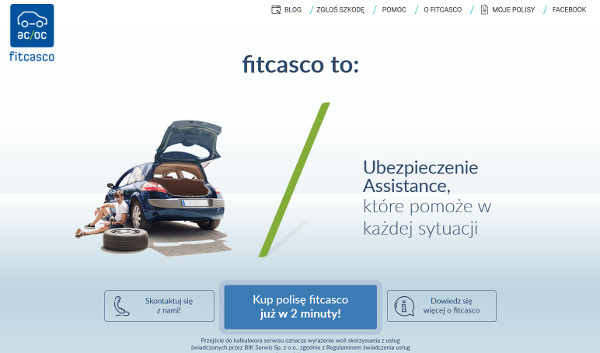 ac/oc
fitcasco
BLOG / ZGŁOŚ SZKODĘ / POMOC / O FITCASCO / MOJE POLISY / FACEBOOK
fitcasco to:
Ubezpieczenie
Assistance,
które pomoże w
każdej sytuacji
Skontaktuj się
z nami!
Kup polisę fitcasco
już w 2 minuty!
Dowiedz się
więcej o fitcasco
Przejście do kalkulatora serwisu oznacza wyrażenie woli skorzystania z usług
świadczonych przez BIK Serwis Sp. z o.o., zgodnie z Regulaminem świadczenia usług